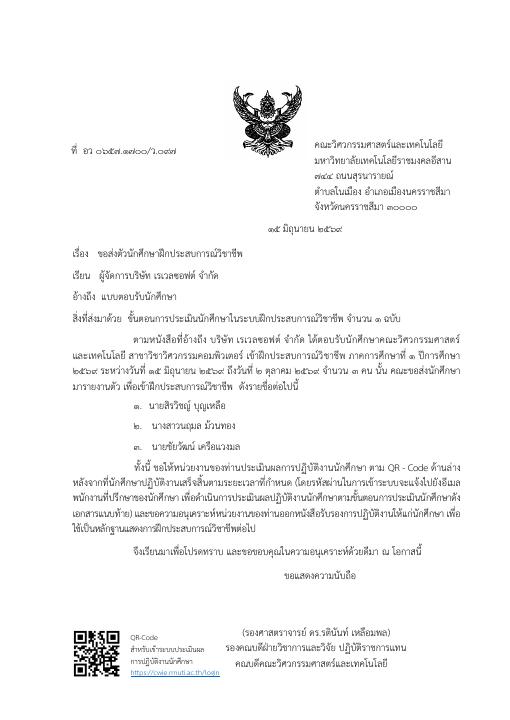 ที่ อว ๐๖๕๗.๑๗๐๐/ว.๐๙๗
คณะวิศวกรรมศาสตร์และเทคโนโลยี
มหาวิทยาลัยเทคโนโลยีราชมงคลอีสาน
๗๔๔ ถนนสุรนารายณ์
ตำบลในเมือง อำเภอเมืองนครราชสีมา
จังหวัดนครราชสีมา ๓๐๐๐๐
๑๕ มิถุนายน ๒๕๖๙
เรื่อง ขอส่งตัวนักศึกษาฝึกประสบการณ์วิชาชีพ
เรียน ผู้จัดการบริษัท เรเวลซอฟต์ จำกัด
อ้างถึง แบบตอบรับนักศึกษา
สิ่งที่ส่งมาด้วย ขั้นตอนการประเมินนักศึกษาในระบบฝึกประสบการณ์วิชาชีพ จำนวน ๑ ฉบับ
ตามหนังสือที่อ้างถึง บริษัท เรเวลซอฟต์ จำกัด ได้ตอบรับนักศึกษาคณะวิศวกรรมศาสตร์
และเทคโนโลยี สาขาวิชาวิศวกรรมคอมพิวเตอร์ เข้าฝึกประสบการณ์วิชาชีพ ภาคการศึกษาที่ ๑ ปีการศึกษา
๒๕๖๙ ระหว่างวันที่ ๑๕ มิถุนายน ๒๕๖๙ ถึงวันที่ ๒ ตุลาคม ๒๕๖๙ จำนวน ๓ คน นั้น คณะขอส่งนักศึกษา
มารายงานตัว เพื่อเข้าฝึกประสบการณ์วิชาชีพ ดังรายชื่อต่อไปนี้
๑. นายสิรวิชญ์ บุญเหลือ
๒. นางสาวนฤมล ม้วนทอง
๓. นายชัยวัฒน์ เครือแวงมล
ทั้งนี้ ขอให้หน่วยงานของท่านประเมินผลการปฏิบัติงานนักศึกษา ตาม QR - Code ด้านล่าง
หลังจากที่นักศึกษาปฏิบัติงานเสร็จสิ้นตามระยะเวลาที่กำหนด (โดยรหัสผ่านในการเข้าระบบจะแจ้งไปยังอีเมล
พนักงานที่ปรึกษาของนักศึกษา เพื่อดำเนินการประเมินผลปฏิบัติงานนักศึกษาตามขั้นตอนการประเมินนักศึกษาดัง
เอกสารแนบท้าย) และขอความอนุเคราะห์หน่วยงานของท่านออกหนังสือรับรองการปฏิบัติงานให้แก่นักศึกษา เพื่อ
ใช้เป็นหลักฐานแสดงการฝึกประสบการณ์วิชาชีพต่อไป
จึงเรียนมาเพื่อโปรดทราบ และขอขอบคุณในความอนุเคราะห์ด้วยดีมา ณ โอกาสนี้
ขอแสดงความนับถือ
(รองศาสตราจารย์ ดร.รตินันท์ เหลือมพล)
รองคณบดีฝ่ายวิชาการและวิจัย ปฏิบัติราชการแทน
คณบดีคณะวิศวกรรมศาสตร์และเทคโนโลยี
QR-Code
สำหรับเข้าระบบประเมินผล
การปฏิบัติงานนักศึกษา
https://cwie.rmuti.ac.th/login